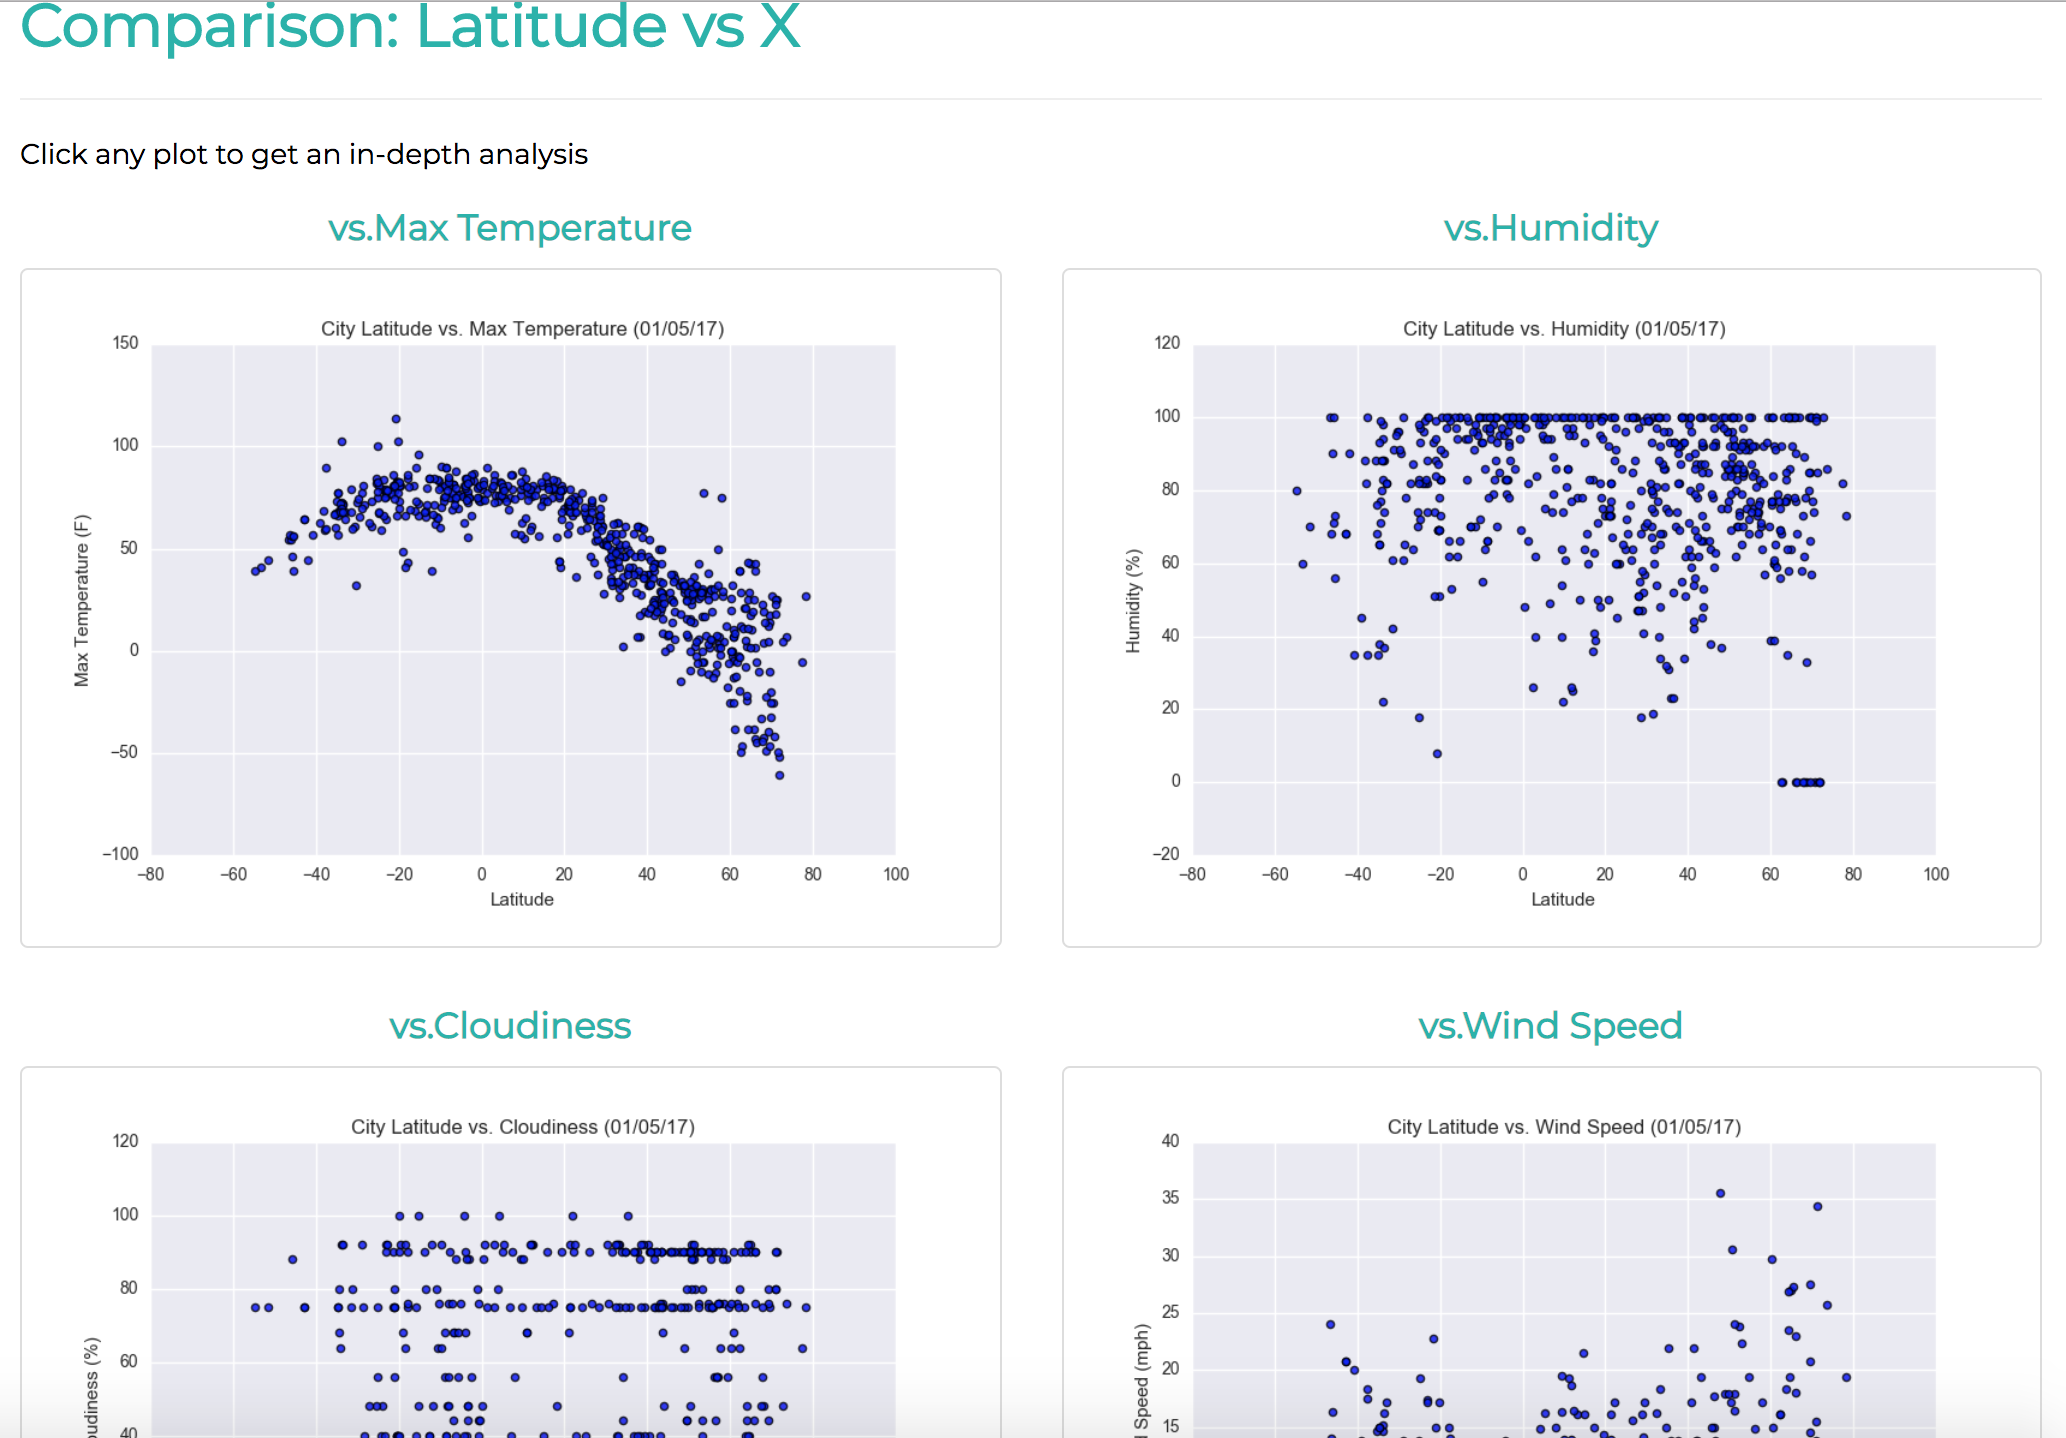 Comparison: Latitude vs X
Click any plot to get an in-depth analysis
vs.Max Temperature
City Latitude vs. Max Temperature (01/05/17)
Max Temperature (F)
150
100
50
0
−50
−100
−80 −60 −40 −20 0 20 40 60 80 100
Latitude
vs.Humidity
City Latitude vs. Humidity (01/05/17)
Humidity (%)
120
100
80
60
40
20
0
−20
−80 −60 −40 −20 0 20 40 60 80 100
Latitude
vs.Cloudiness
City Latitude vs. Cloudiness (01/05/17)
oudiness (%)
120
100
80
60
40
vs.Wind Speed
City Latitude vs. Wind Speed (01/05/17)
Speed (mph)
40
35
30
25
20
15